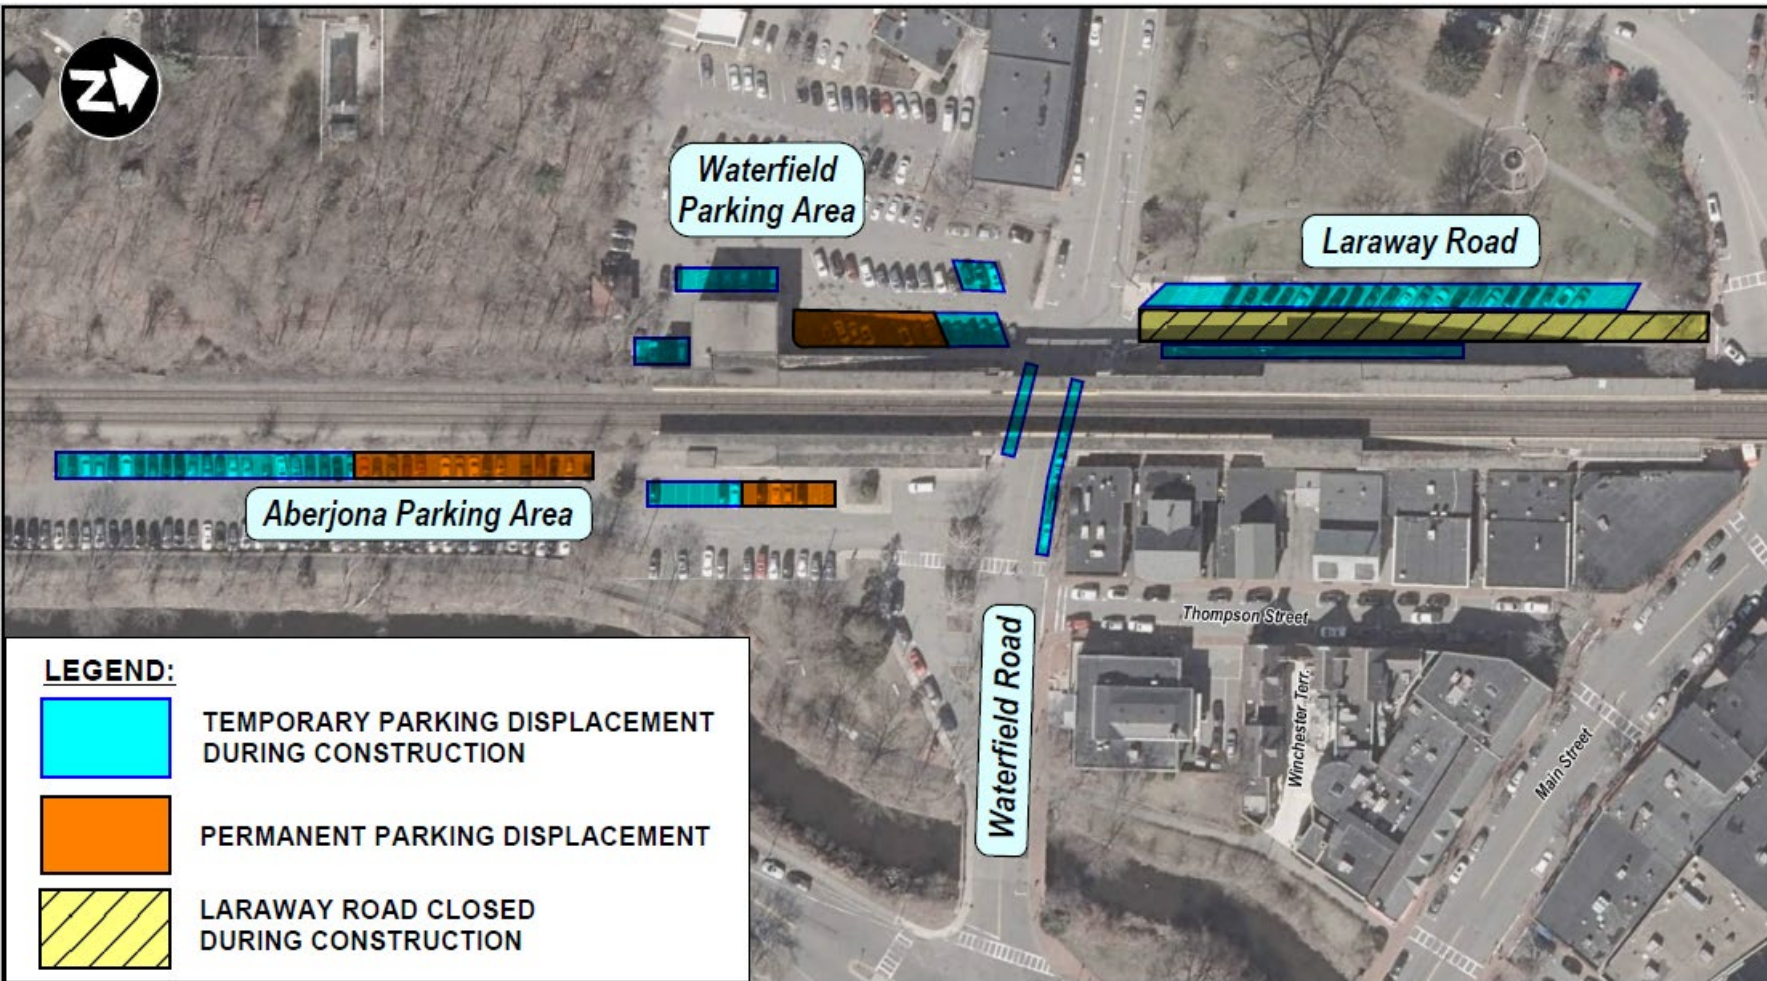 N
Waterfield
Parking Area
Laraway Road
Aberjona Parking Area
Thompson Street
Waterfield Road
Winchester Terr.
Main Street
LEGEND:
TEMPORARY PARKING DISPLACEMENT
DURING CONSTRUCTION
PERMANENT PARKING DISPLACEMENT
LARAWAY ROAD CLOSED
DURING CONSTRUCTION